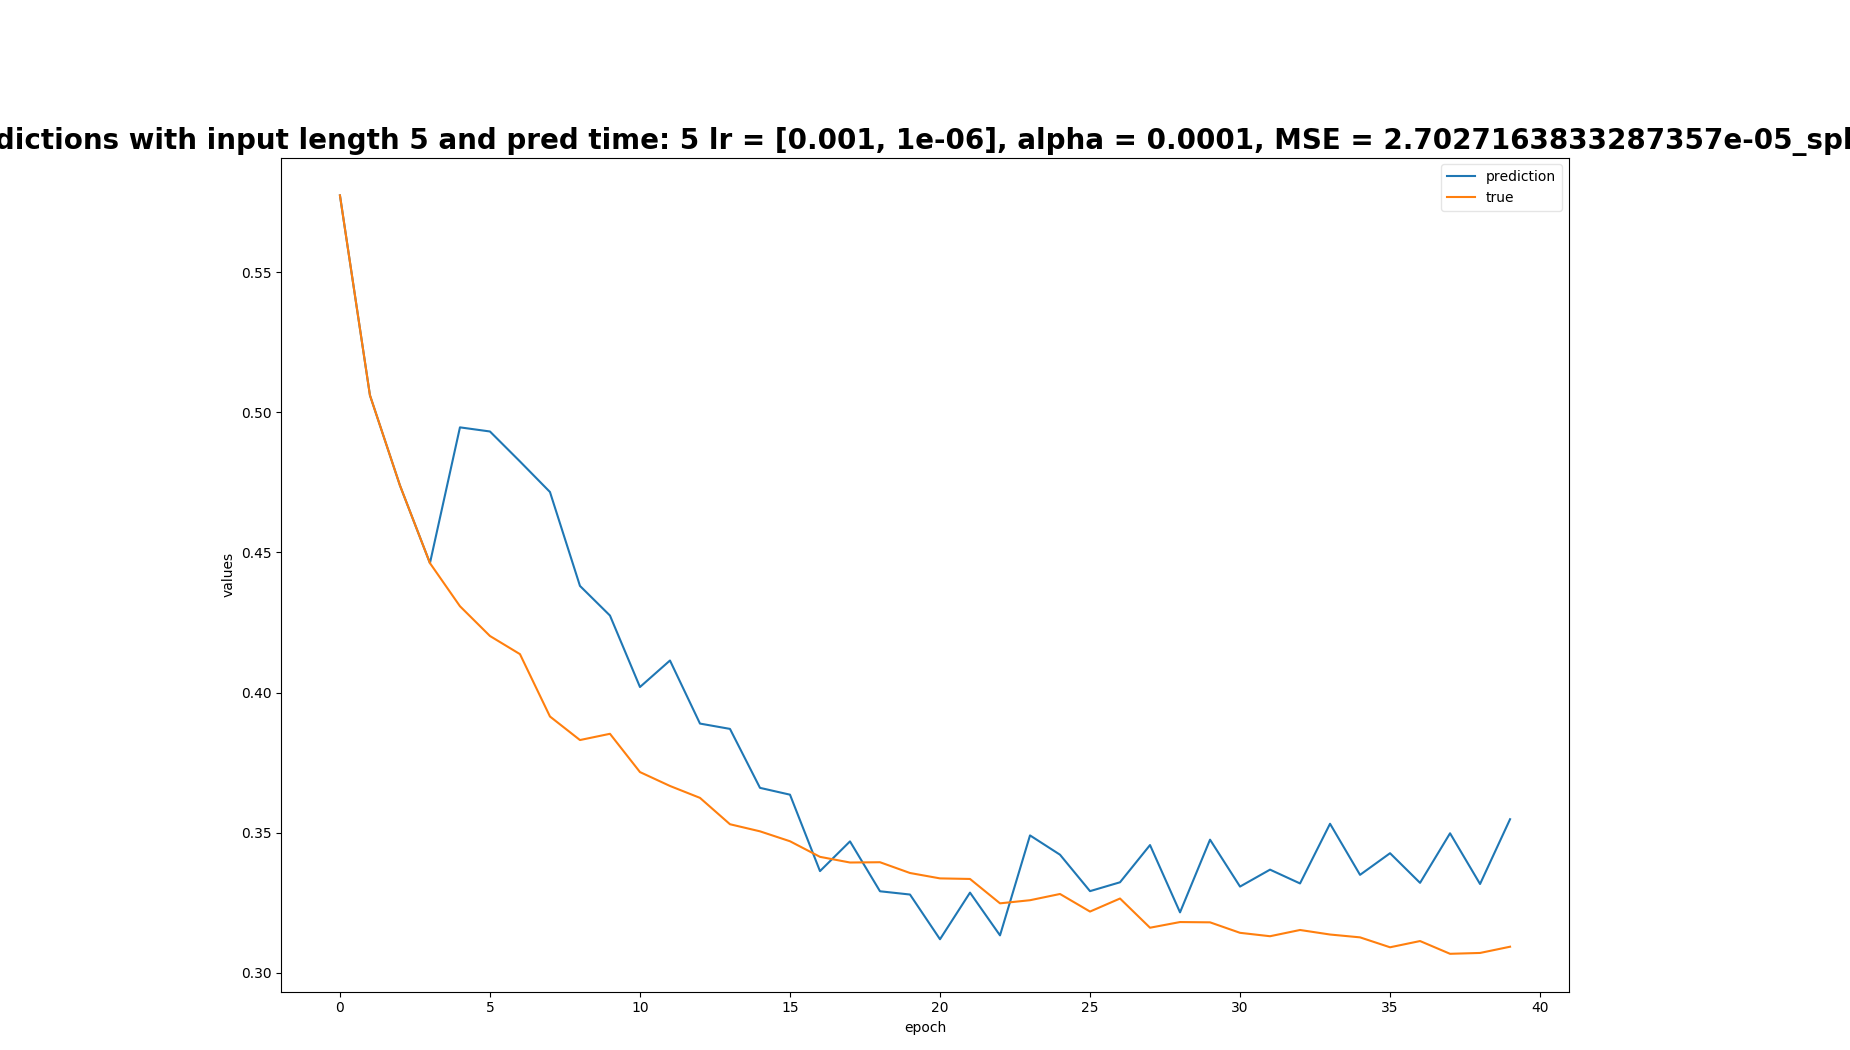 dictions with input length 5 and pred time: 5 lr = [0.001, 1e-06], alpha = 0.0001, MSE = 2.7027163833287357e-05_spl
prediction
true
0.55
0.50
0.45
0.40
0.35
0.30
values
0 5 10 15 20 25 30 35 40
epoch